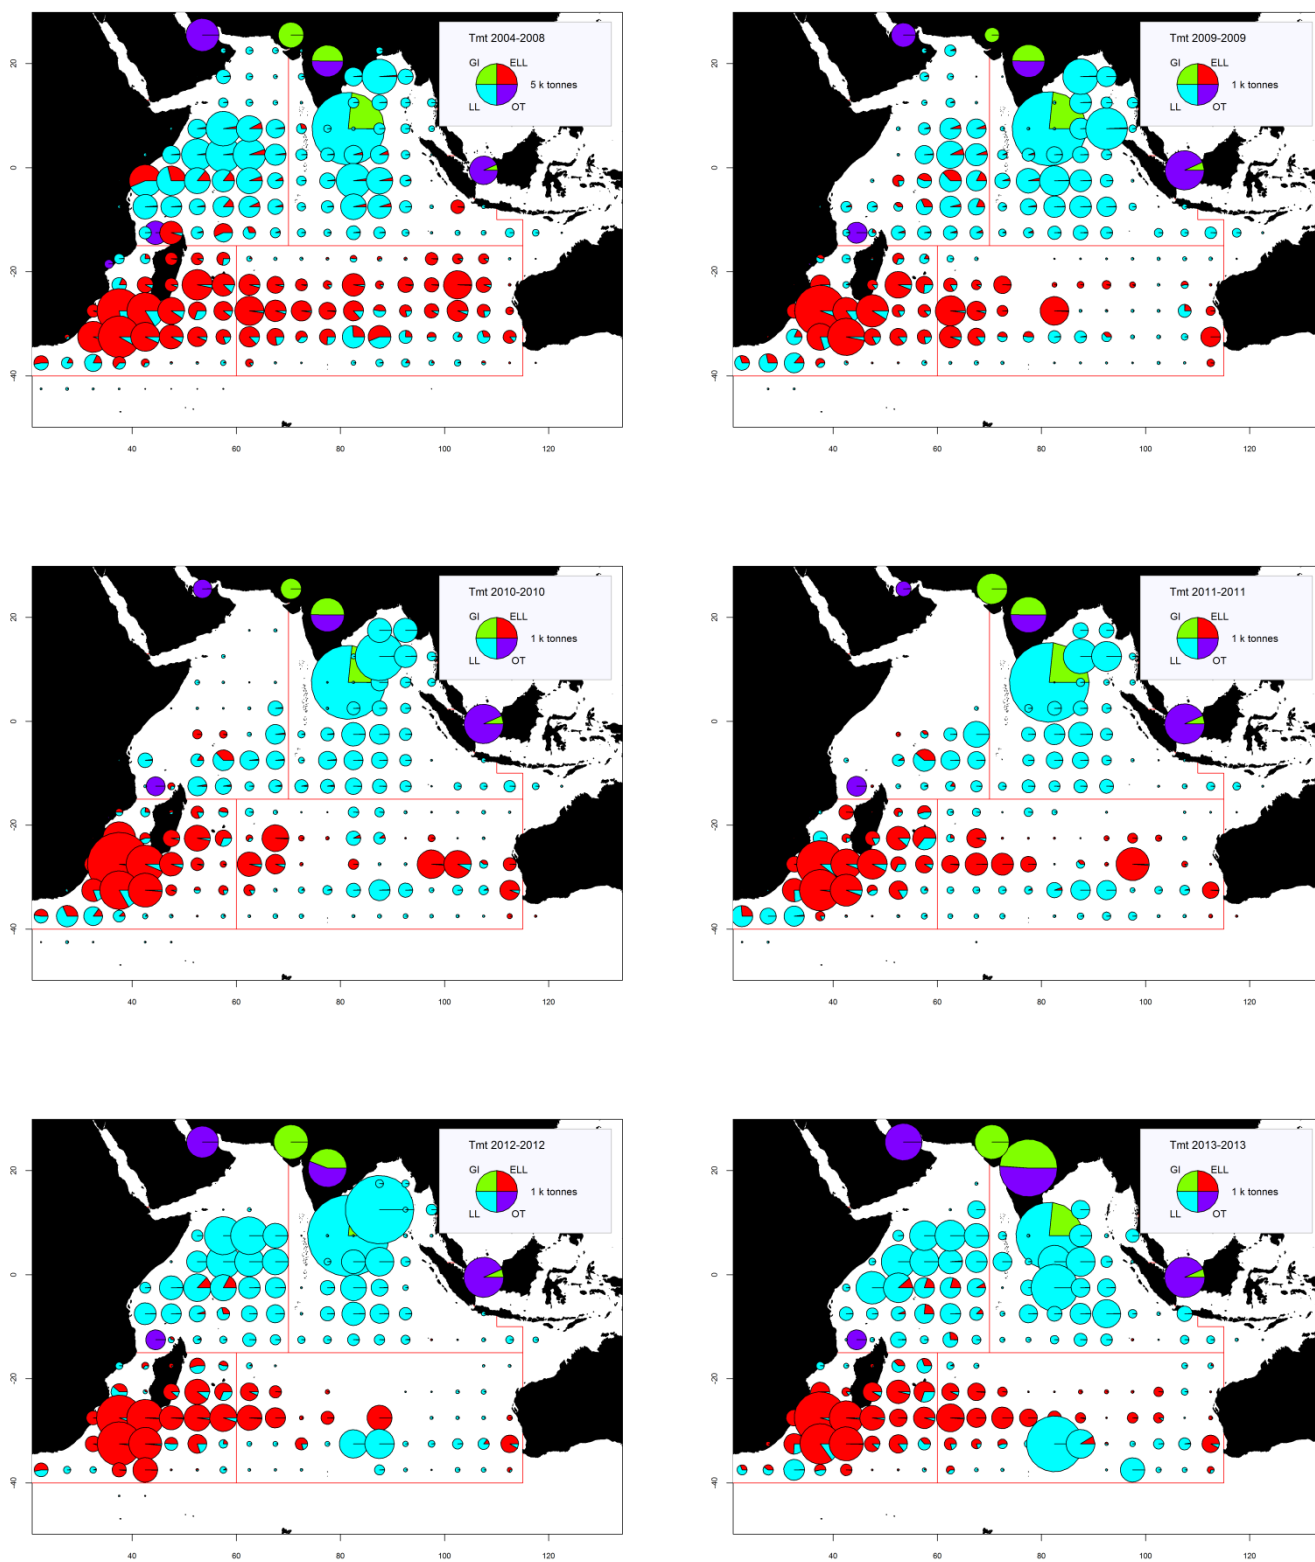 Tmt 2004-2008
GI ELL
5 k tonnes
LL OT
20
0
-20
-40
40 60 80 100 120
Tmt 2009-2009
GI ELL
1 k tonnes
LL OT
20
0
-20
-40
40 60 80 100 120
Tmt 2010-2010
GI ELL
1 k tonnes
LL OT
20
0
-20
-40
40 60 80 100 120
Tmt 2011-2011
GI ELL
1 k tonnes
LL OT
20
0
-20
-40
40 60 80 100 120
Tmt 2012-2012
GI ELL
1 k tonnes
LL OT
20
0
-20
-40
40 60 80 100 120
Tmt 2013-2013
GI ELL
1 k tonnes
LL OT
20
0
-20
-40
40 60 80 100 120